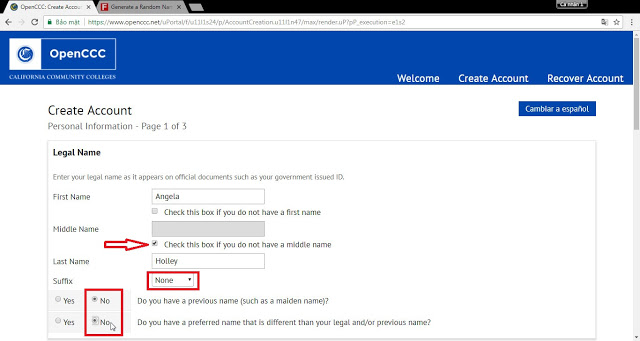 OpenCCC: Create Accoun
Generate a Random Na
Cá nhân 1
Bảo mật https://www.openccc.net/uPortal/f/u11l1s24/p/AccountCreation.u11l1n47/max/render.uP?pP_execution=e1s2
OpenCCC
CALIFORNIA COMMUNITY COLLEGES
Welcome Create Account Recover Account
Create Account
Cambiar a español
Personal Information - Page 1 of 3
Legal Name
Enter your legal name as it appears on official documents such as your government issued ID.
First Name Angela
Check this box if you do not have a first name
Middle Name
Check this box if you do not have a middle name
Last Name Holley
Suffix None
Yes No Do you have a previous name (such as a maiden name)?
Yes No Do you have a preferred name that is different than your legal and/or previous name?